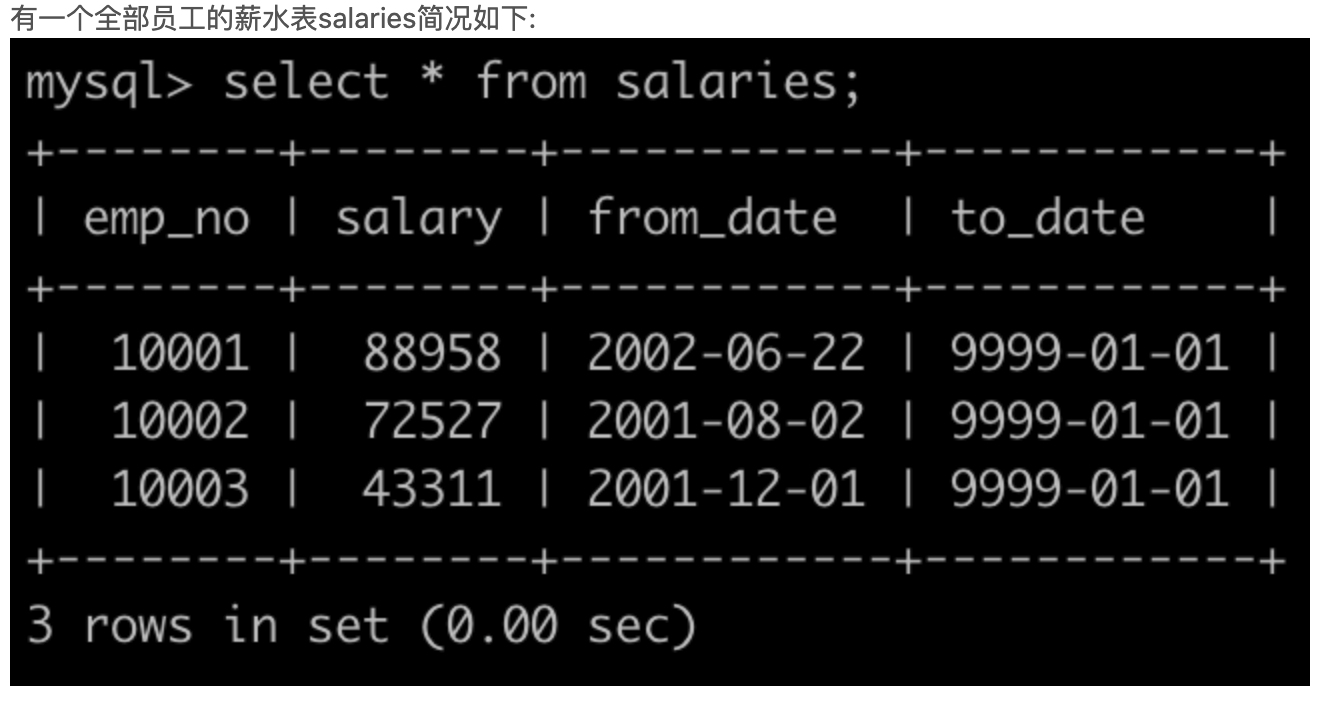 有一个全部员工的薪水表salaries简况如下:
mysql> select * from salaries;
+--------+--------+------------+------------+
| emp_no | salary | from_date  | to_date    |
+--------+--------+------------+------------+
|  10001 |  88958 | 2002-06-22 | 9999-01-01 |
|  10002 |  72527 | 2001-08-02 | 9999-01-01 |
|  10003 |  43311 | 2001-12-01 | 9999-01-01 |
+--------+--------+------------+------------+
3 rows in set (0.00 sec)